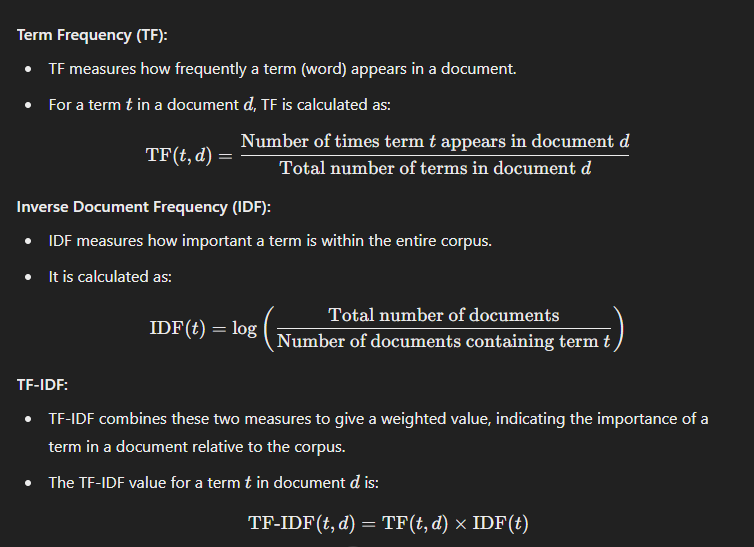 Term Frequency (TF):
• TF measures how frequently a term (word) appears in a document.
• For a term t in a document d, TF is calculated as:
TF(t, d) = Number of times term t appears in document d / Total number of terms in document d
Inverse Document Frequency (IDF):
• IDF measures how important a term is within the entire corpus.
• It is calculated as:
IDF(t) = log ( Total number of documents / Number of documents containing term t )
TF-IDF:
• TF-IDF combines these two measures to give a weighted value, indicating the importance of a
term in a document relative to the corpus.
• The TF-IDF value for a term t in document d is:
TF-IDF(t, d) = TF(t, d) × IDF(t)